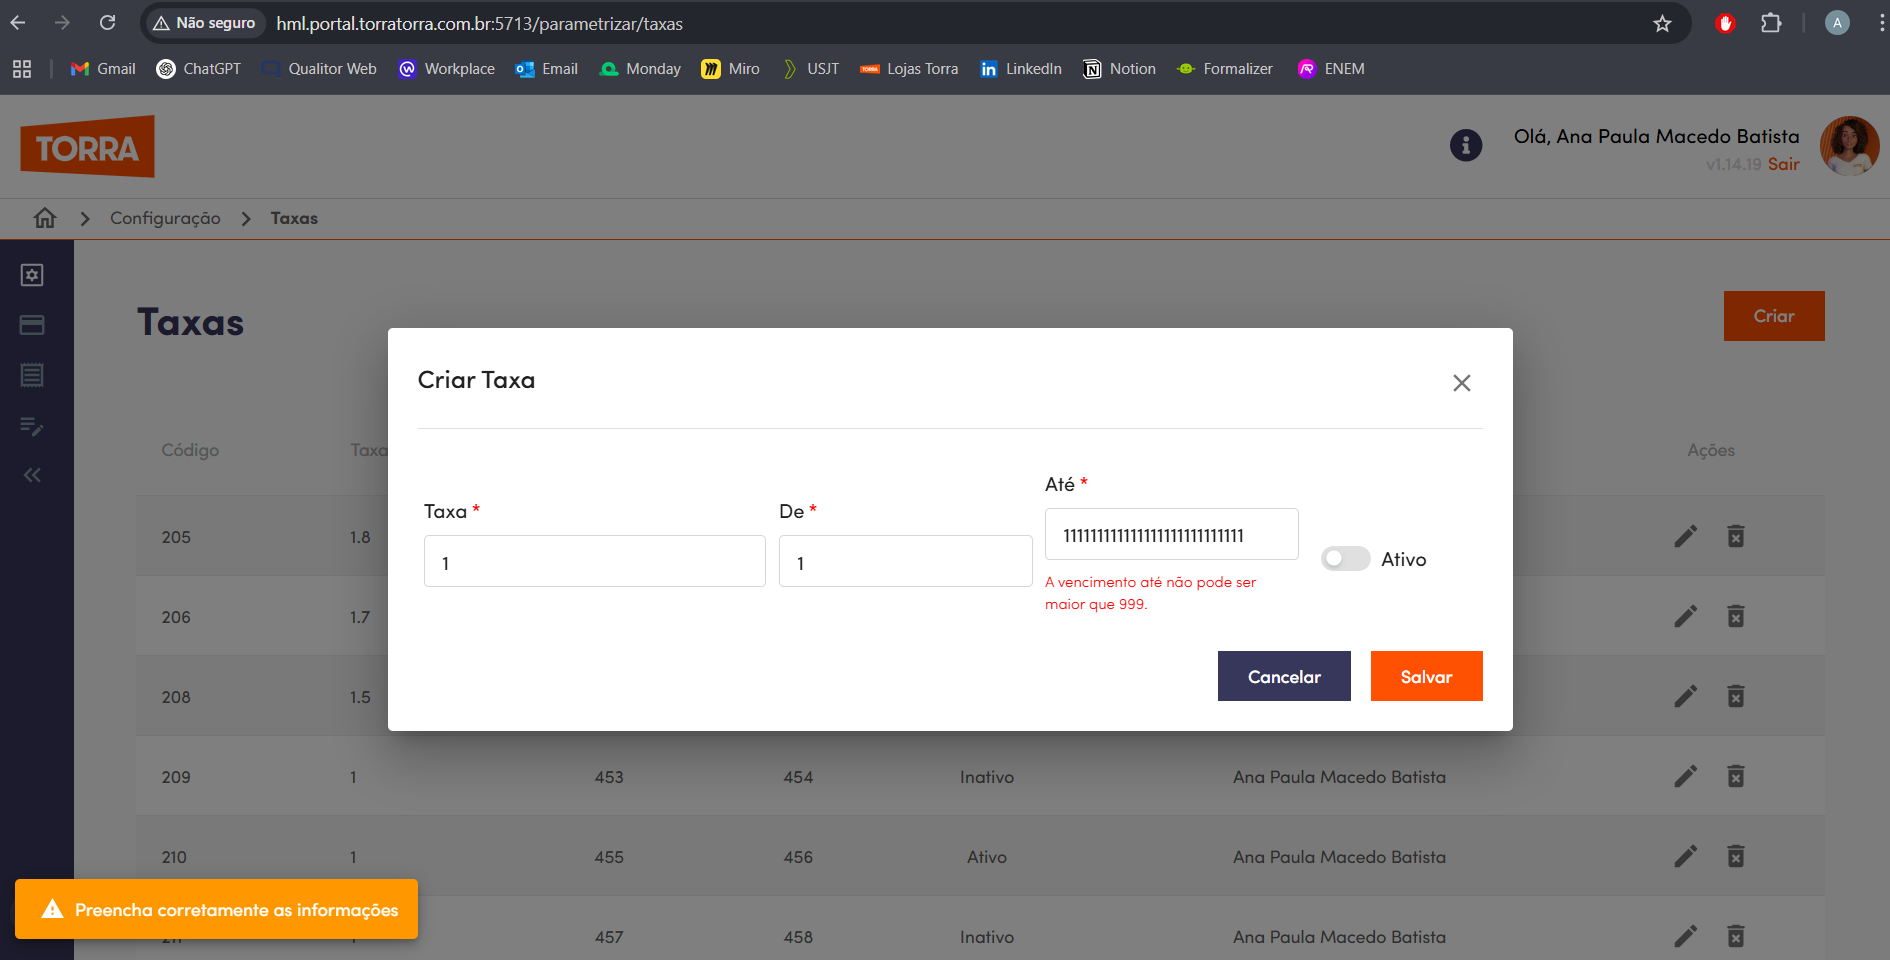 Não seguro
hml.portal.torratorra.com.br:5713/parametrizar/taxas
A
Gmail
ChatGPT
Qualitor Web
Workplace
Email
Monday
Miro
USJT
Lojas Torra
LinkedIn
Notion
Formalizer
ENEM
TORRA
Olá, Ana Paula Macedo Batista
v1.14.19 Sair
Configuração
Taxas
Taxas
Criar
Criar Taxa
Código
Taxa
Ações
Taxa *
De *
Até *
1
1
111111111111111111111111111
Ativo
A vencimento até não pode ser
maior que 999.
Cancelar
Salvar
205 1.8
206 1.7
208 1.5
209 1 453 454 Inativo Ana Paula Macedo Batista
210 1 455 456 Ativo Ana Paula Macedo Batista
457 458 Inativo Ana Paula Macedo Batista
Preencha corretamente as informações